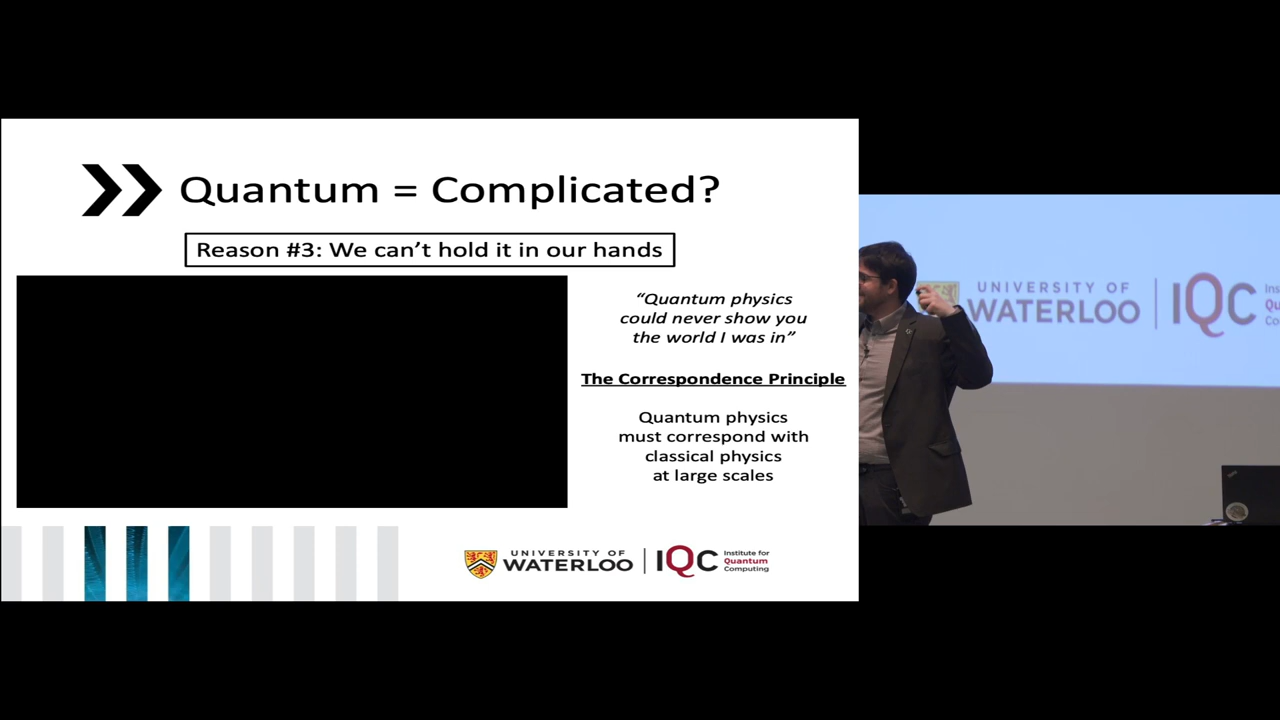 Quantum = Complicated?
Reason #3: We can’t hold it in our hands
“Quantum physics
could never show you
the world I was in”
The Correspondence Principle
Quantum physics
must correspond with
classical physics
at large scales
UNIVERSITY OF
WATERLOO
IQC
Institute for
Quantum
Computing
UNIVERSITY OF
WATERLOO
IQC